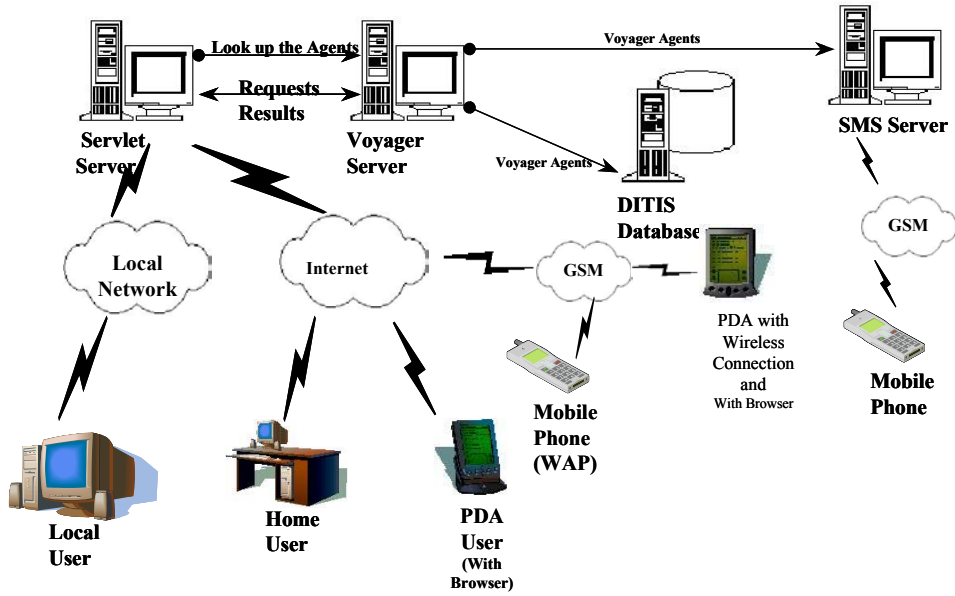 Look up the Agents
Voyager Agents
Requests
Results
Servlet
Server
Voyager
Server
Voyager Agents
SMS Server
DITIS
Database
Local
Network
Internet
GSM
GSM
PDA with
Wireless
Connection
and
With Browser
Mobile
Phone
(WAP)
Mobile
Phone
Local
User
Home
User
PDA
User
(With
Browser)